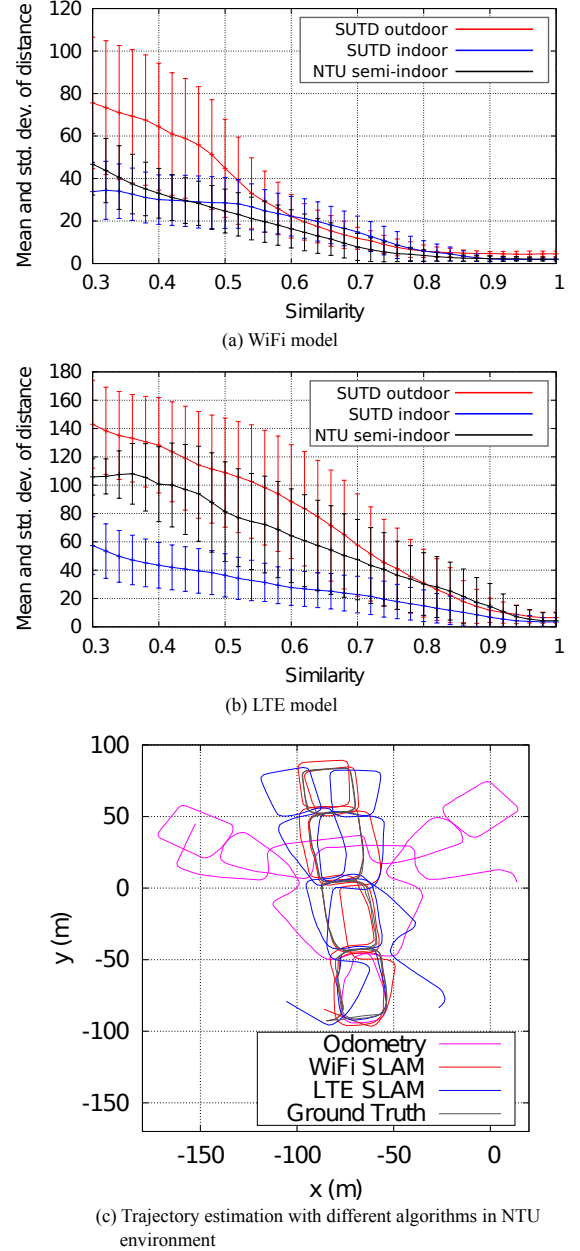 120
100
80
60
40
20
0
Mean and std. dev. of distance
SUTD outdoor
SUTD indoor
NTU semi-indoor
0.3 0.4 0.5 0.6 0.7 0.8 0.9 1
Similarity
(a) WiFi model
180
160
140
120
100
80
60
40
20
0
Mean and std. dev. of distance
SUTD outdoor
SUTD indoor
NTU semi-indoor
0.3 0.4 0.5 0.6 0.7 0.8 0.9 1
Similarity
(b) LTE model
100
50
0
-50
-100
-150
y (m)
Odometry
WiFi SLAM
LTE SLAM
Ground Truth
-150 -100 -50 0
x (m)
(c) Trajectory estimation with different algorithms in NTU
environment